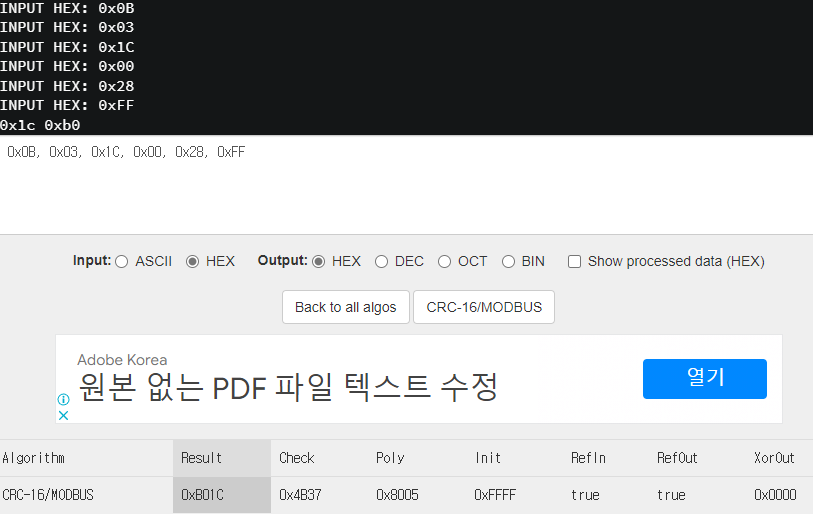 INPUT HEX: 0x0B
INPUT HEX: 0x03
INPUT HEX: 0x1C
INPUT HEX: 0x00
INPUT HEX: 0x28
INPUT HEX: 0xFF
0x1c 0xb0
0x0B, 0x03, 0x1C, 0x00, 0x28, 0xFF
Input: ASCII HEX Output: HEX DEC OCT BIN Show processed data (HEX)
Back to all algos CRC-16/MODBUS
Adobe Korea
원본 없는 PDF 파일 텍스트 수정
열기
Algorithm Result Check Poly Init RefIn RefOut XorOut
CRC-16/MODBUS 0xB01C 0x4B37 0x8005 0xFFFF true true 0x0000